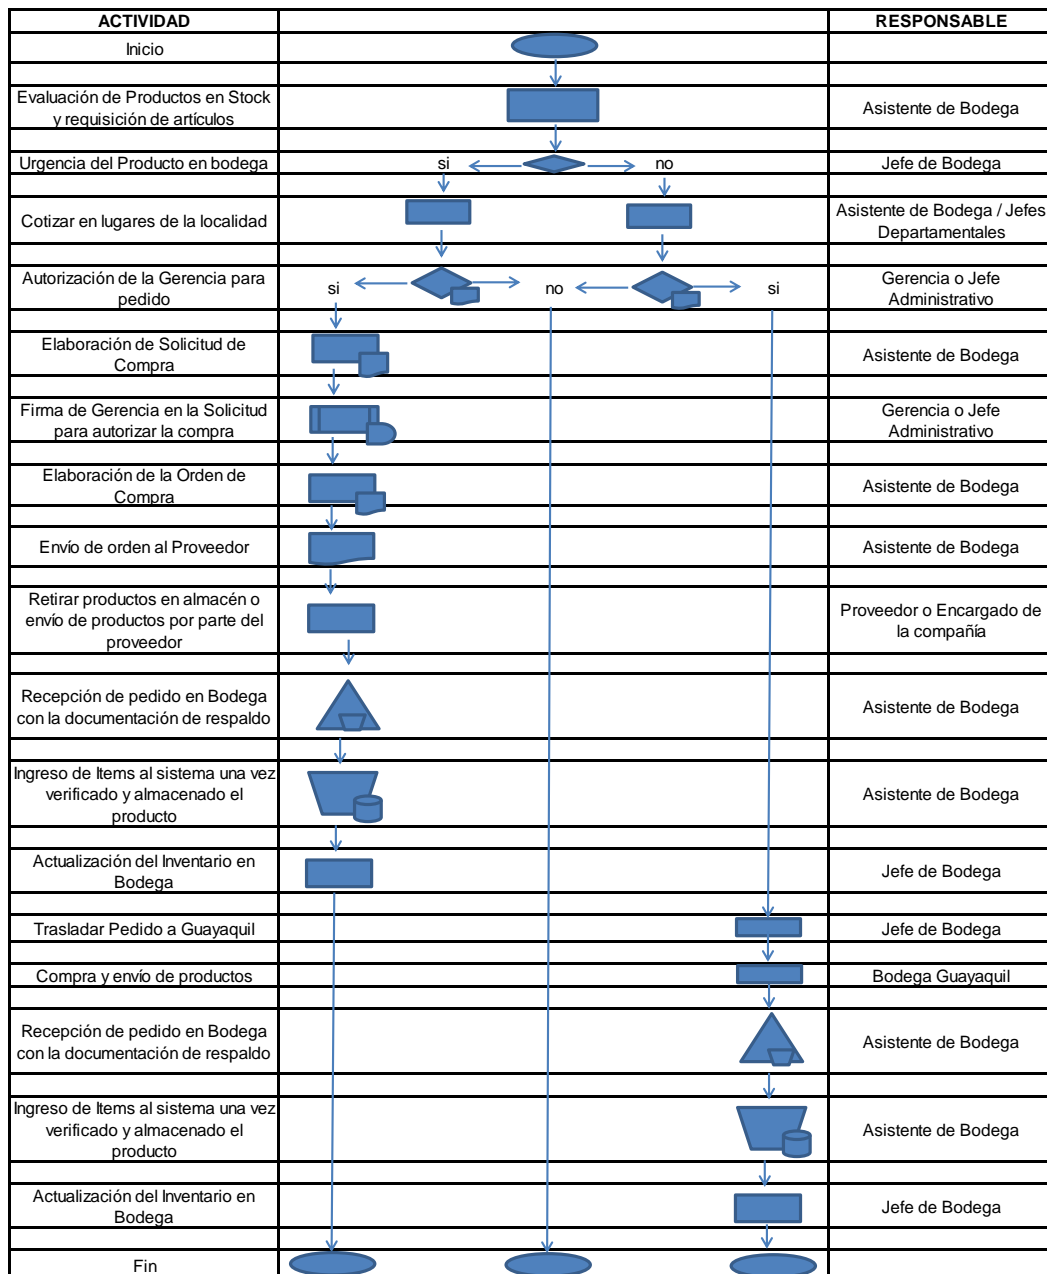 ACTIVIDAD
RESPONSABLE
Inicio
Evaluación de Productos en Stock
y requisición de artículos
Asistente de Bodega
Urgencia del Producto en bodega
si
no
Jefe de Bodega
Cotizar en lugares de la localidad
Asistente de Bodega / Jefes
Departamentales
Autorización de la Gerencia para
pedido
si
no
si
Gerencia o Jefe
Administrativo
Elaboración de Solicitud de
Compra
Asistente de Bodega
Firma de Gerencia en la Solicitud
para autorizar la compra
Gerencia o Jefe
Administrativo
Elaboración de la Orden de
Compra
Asistente de Bodega
Envío de orden al Proveedor
Asistente de Bodega
Retirar productos en almacén o
envío de productos por parte del
proveedor
Proveedor o Encargado de
la compañía
Recepción de pedido en Bodega
con la documentación de respaldo
Asistente de Bodega
Ingreso de Items al sistema una vez
verificado y almacenado el
producto
Asistente de Bodega
Actualización del Inventario en
Bodega
Jefe de Bodega
Trasladar Pedido a Guayaquil
Jefe de Bodega
Compra y envío de productos
Bodega Guayaquil
Recepción de pedido en Bodega
con la documentación de respaldo
Asistente de Bodega
Ingreso de Items al sistema una vez
verificado y almacenado el
producto
Asistente de Bodega
Actualización del Inventario en
Bodega
Jefe de Bodega
Fin